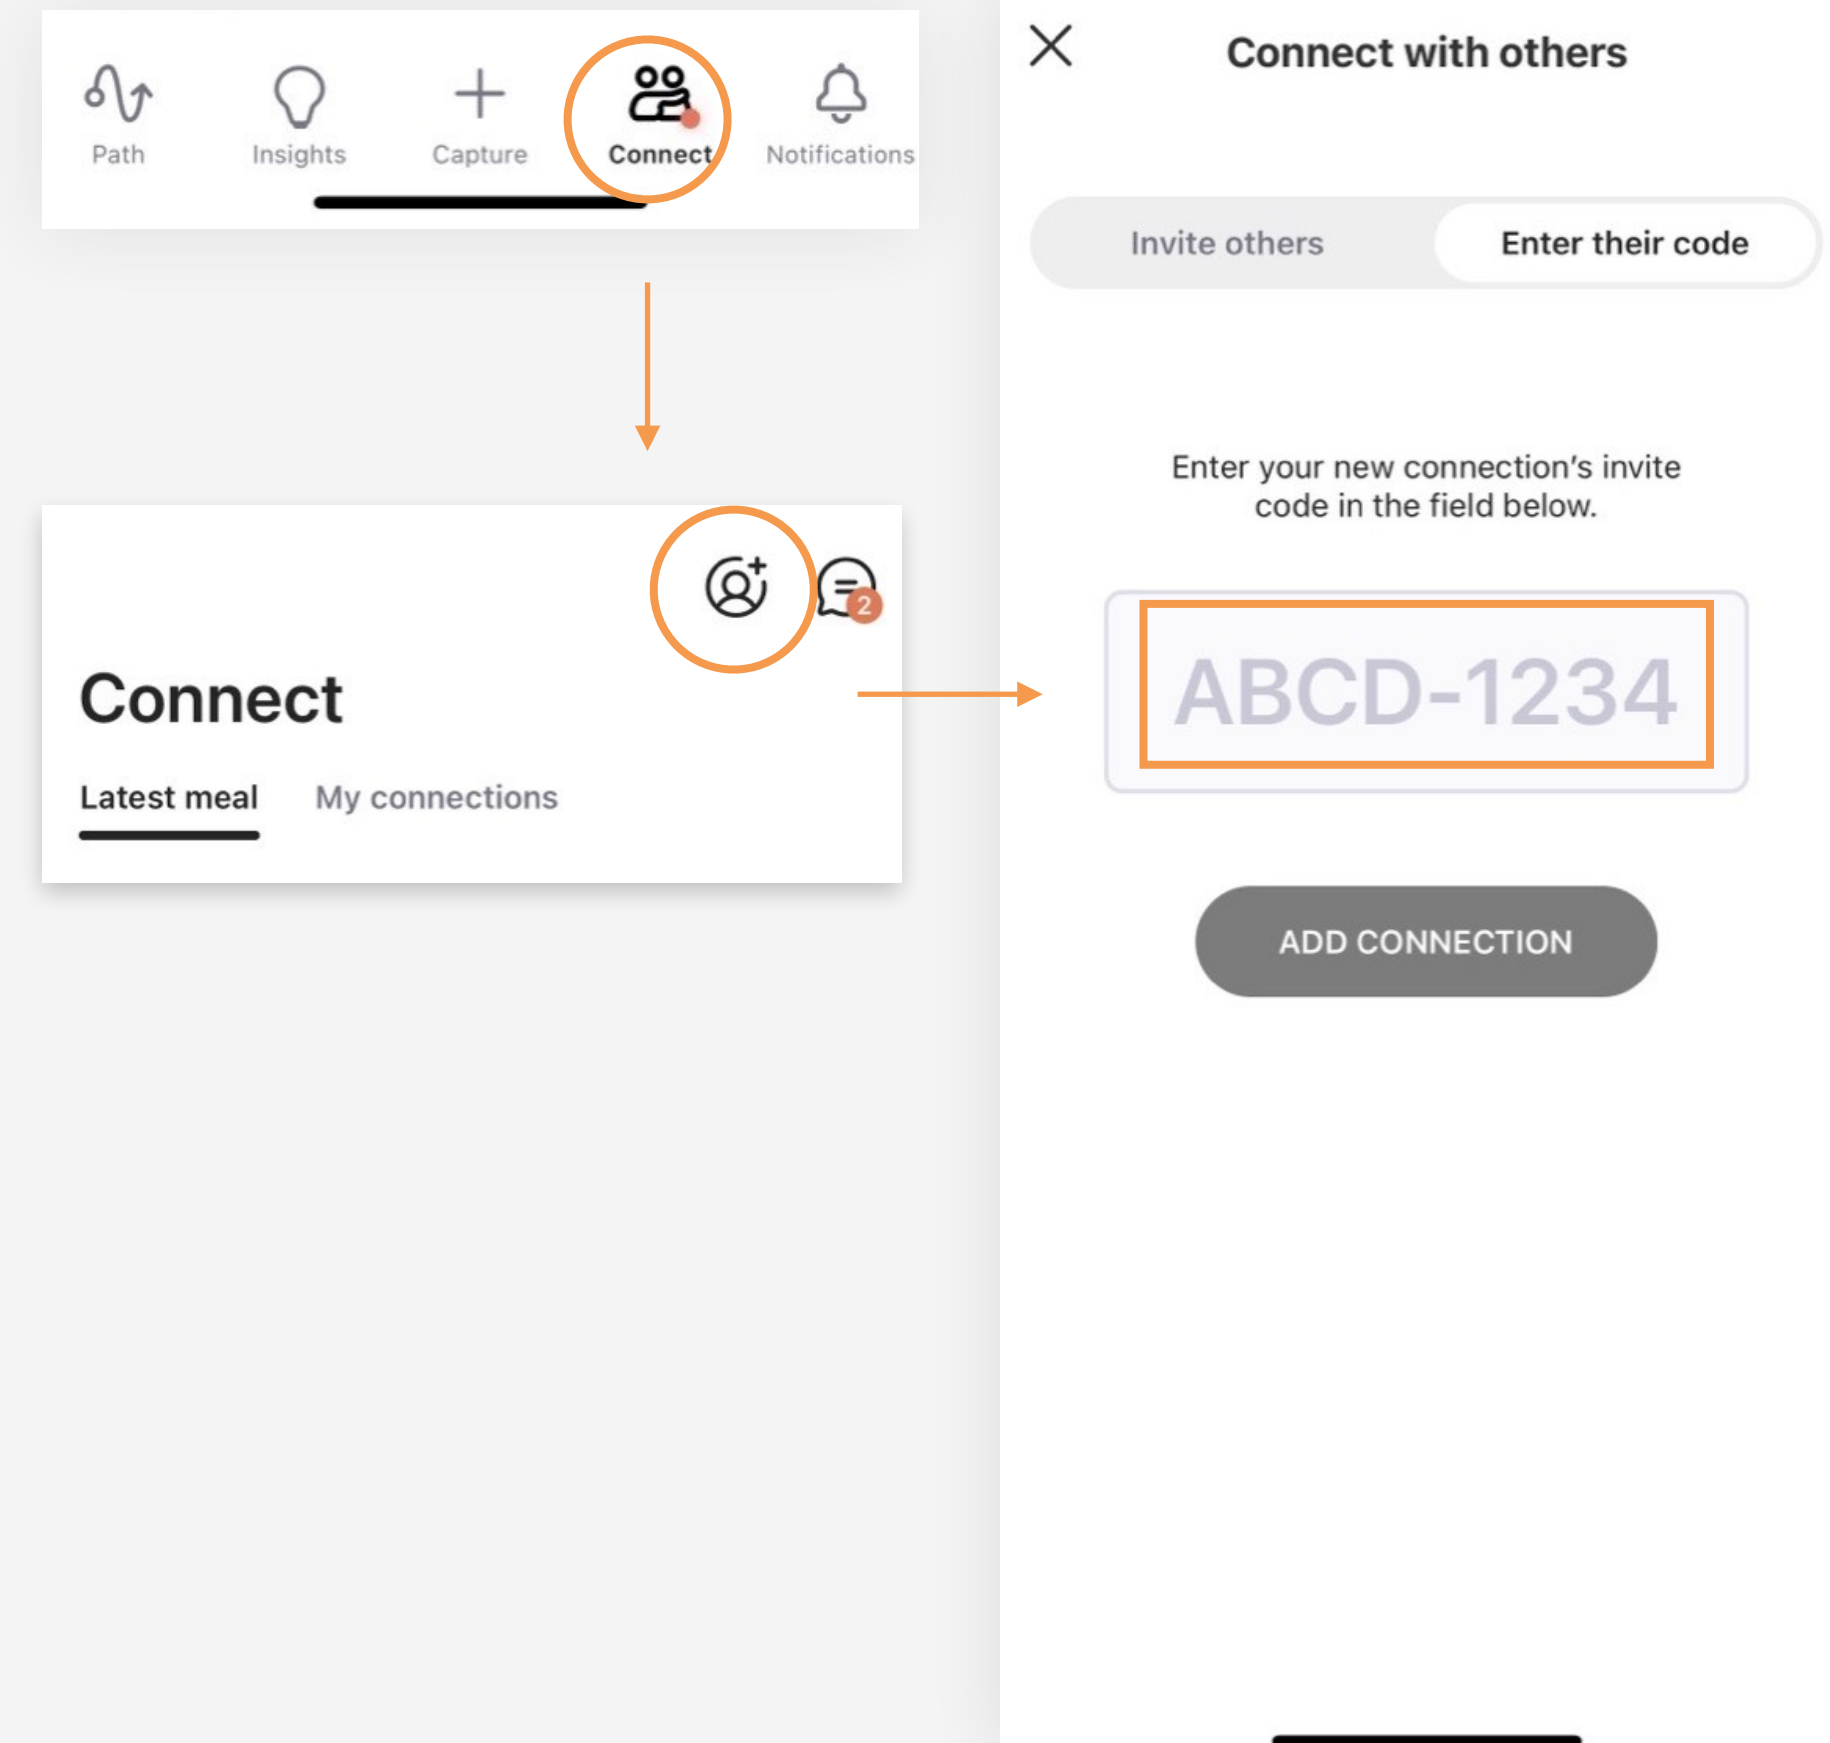 Path Insights Capture Connect Notifications
2
Connect
Latest meal My connections
Connect with others
Invite others Enter their code
Enter your new connection’s invite
code in the field below.
ABCD-1234
ADD CONNECTION